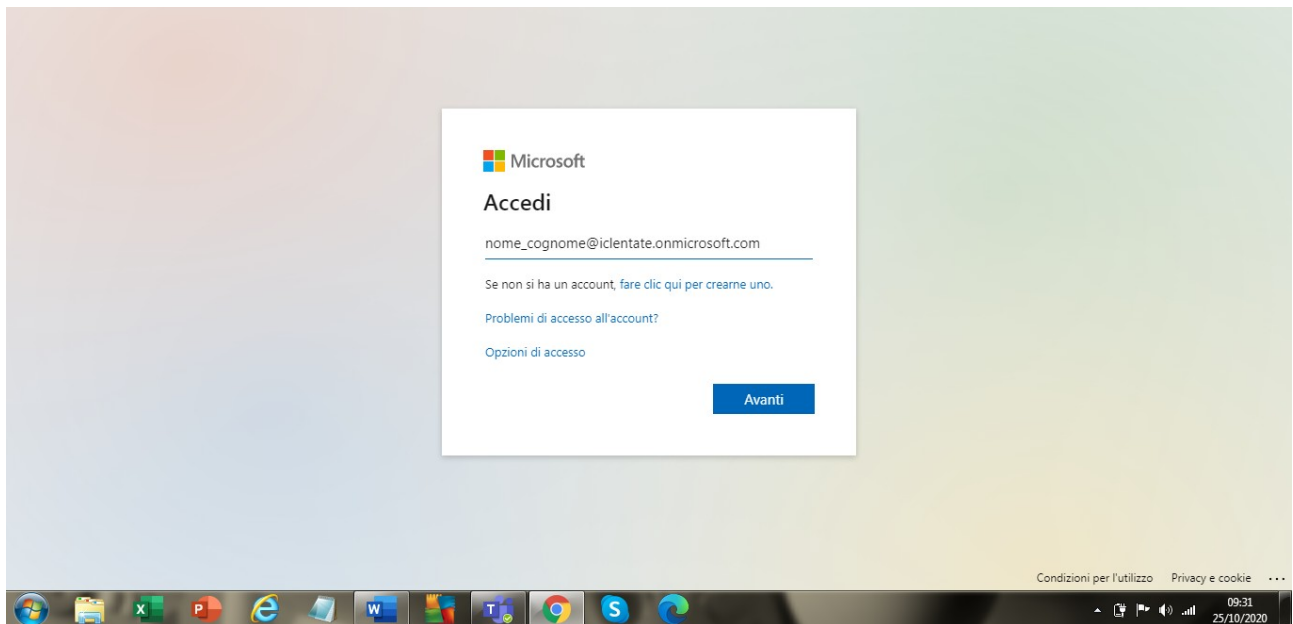 Microsoft
Accedi
nome_cognome@iclentate.onmicrosoft.com
Se non si ha un account, fare clic qui per crearne uno.
Problemi di accesso all'account?
Opzioni di accesso
Avanti
Condizioni per l'utilizzo Privacy e cookie ...
09:31
25/10/2020